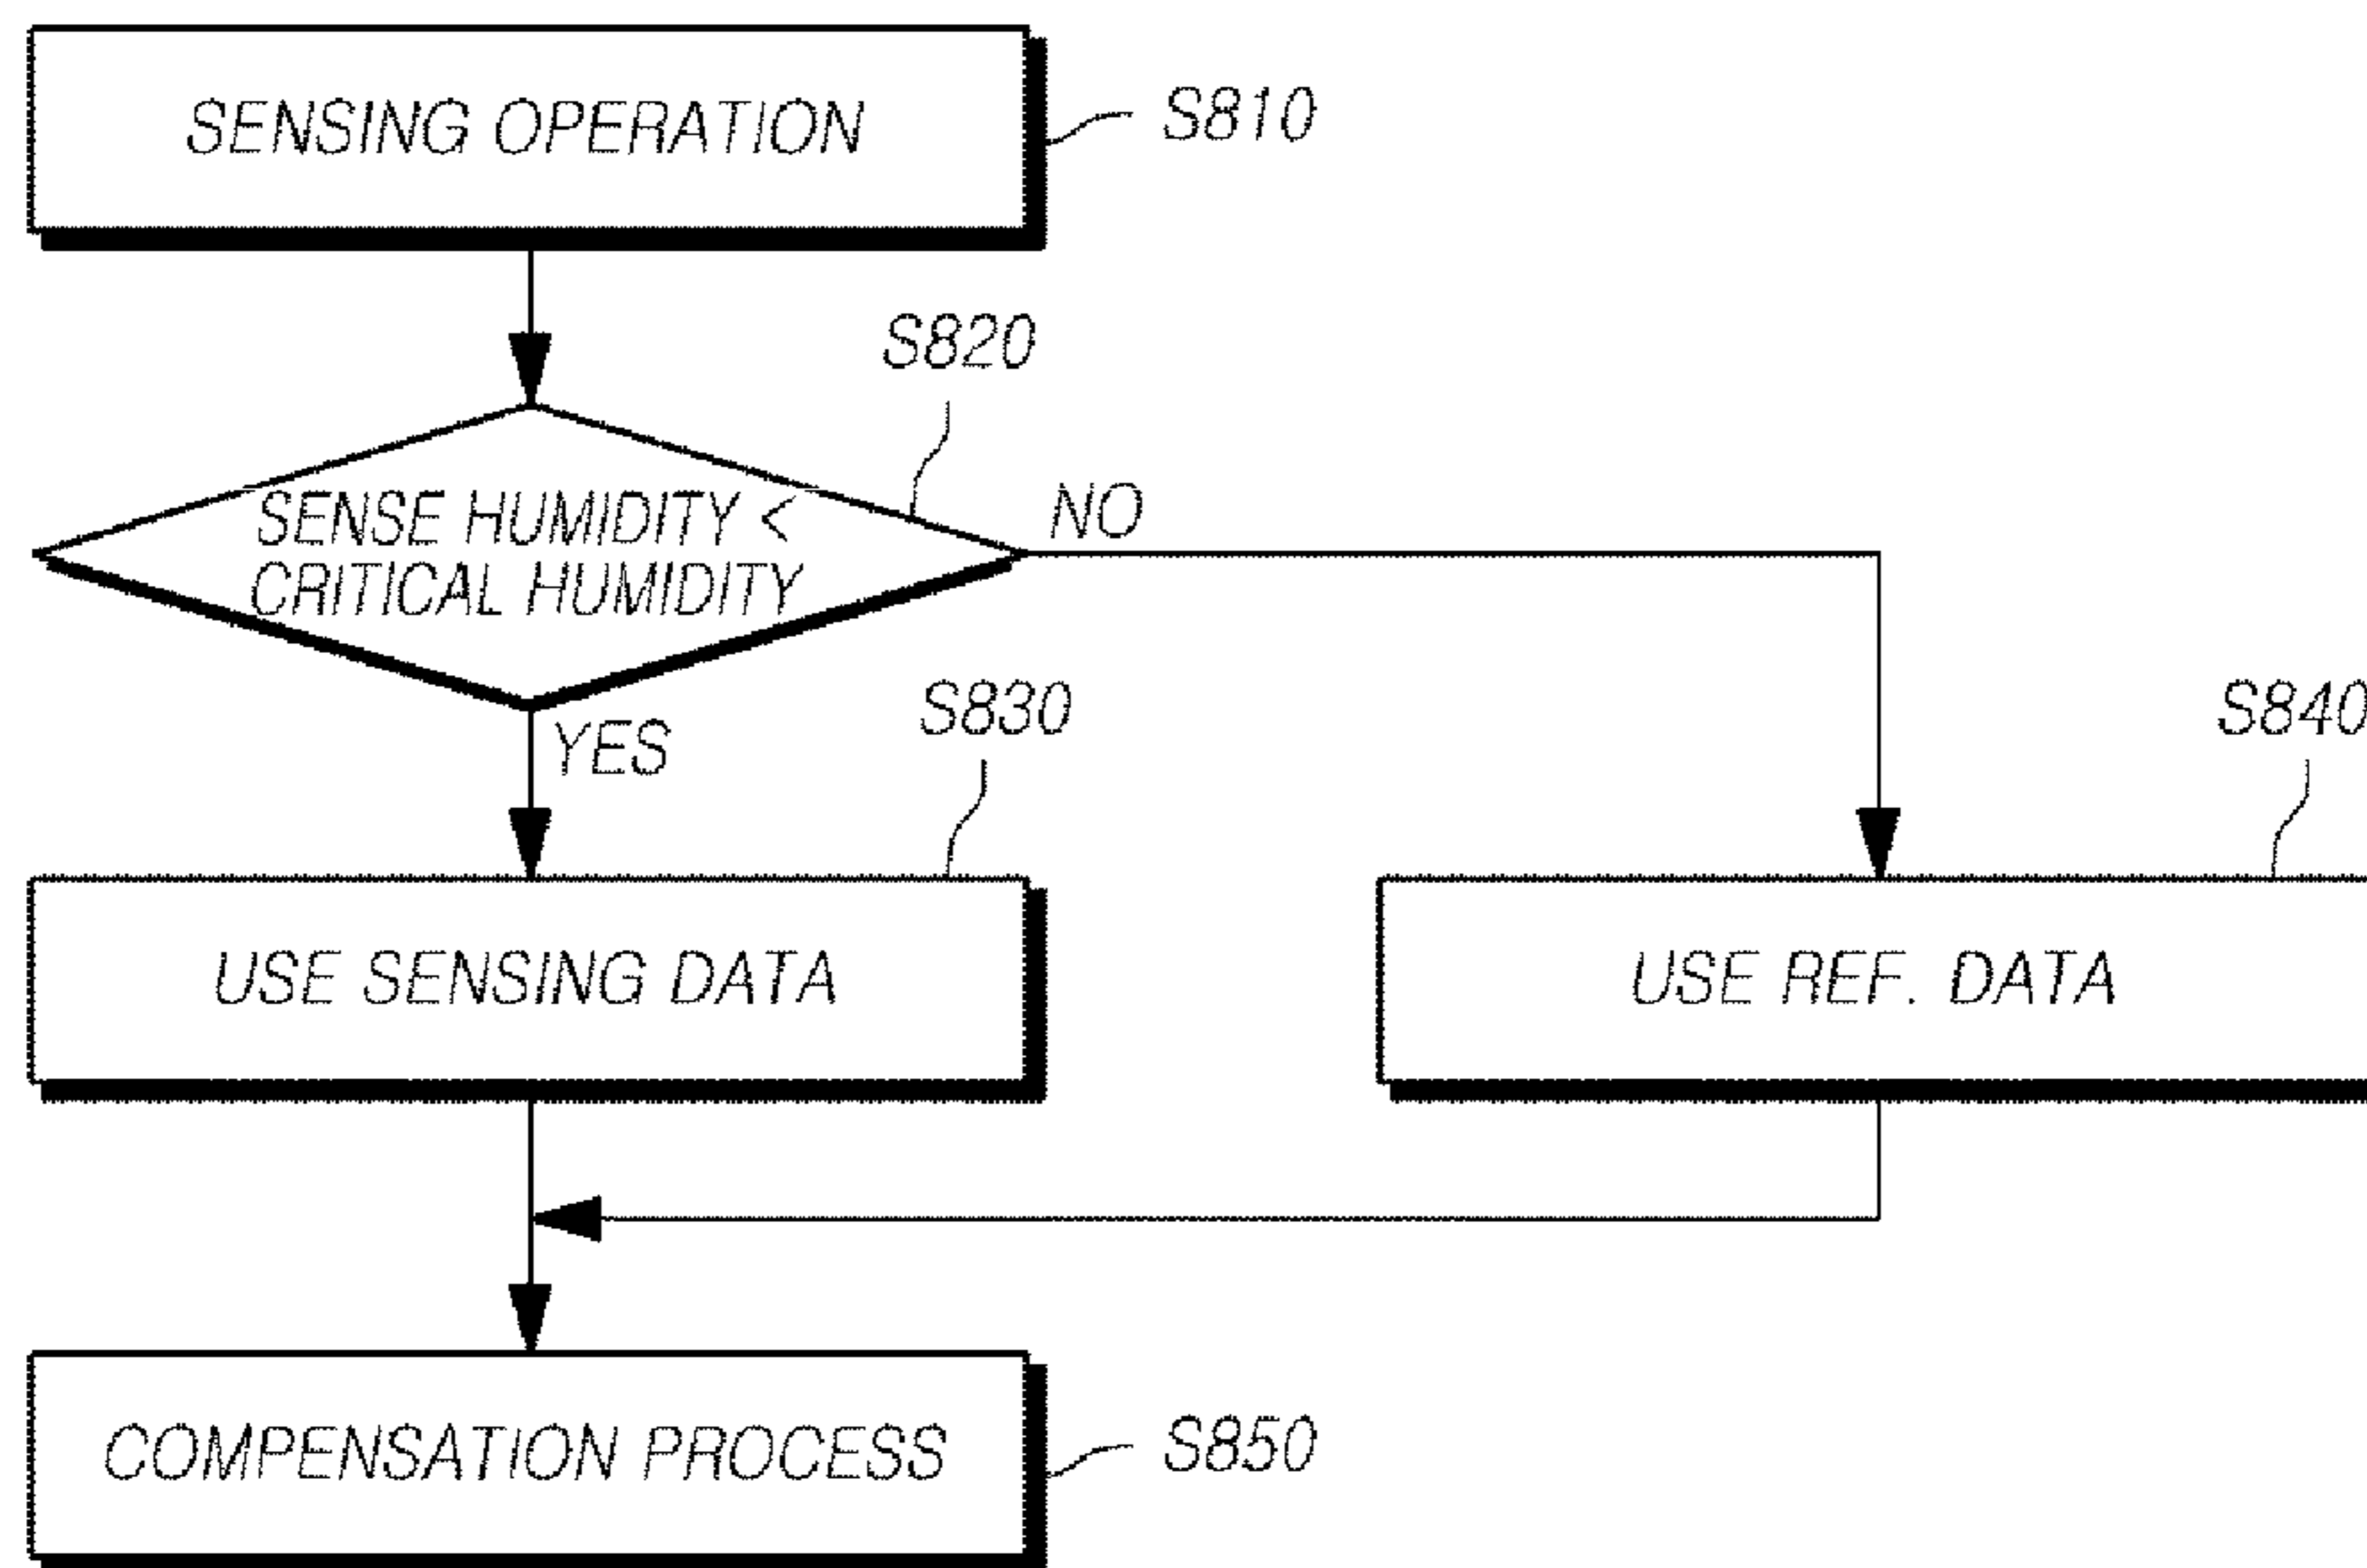 SENSING OPERATION
S810
S820
SENSE HUMIDITY <
CRITICAL HUMIDITY
NO
YES
S830
S840
USE SENSING DATA
USE REF. DATA
COMPENSATION PROCESS
S850